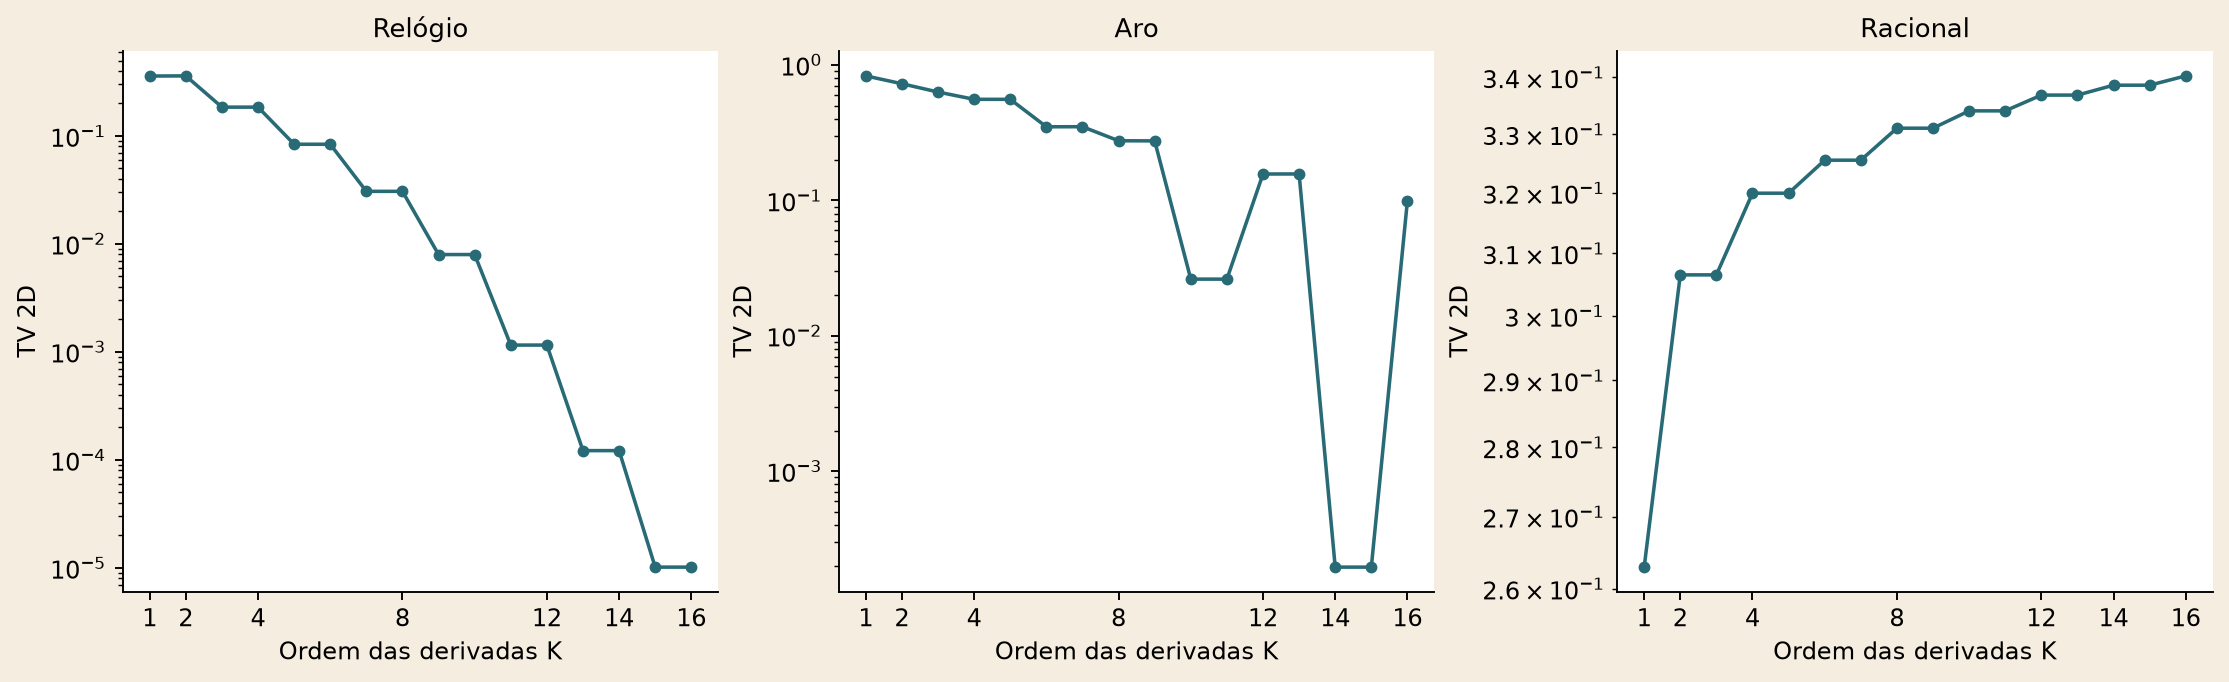 Relógio
TV 2D
10⁻¹
10⁻²
10⁻³
10⁻⁴
10⁻⁵
1 2 4 8 12 14 16
Ordem das derivadas K
Aro
TV 2D
10⁰
10⁻¹
10⁻²
10⁻³
1 2 4 8 12 14 16
Ordem das derivadas K
Racional
TV 2D
3.4 × 10⁻¹
3.3 × 10⁻¹
3.2 × 10⁻¹
3.1 × 10⁻¹
3 × 10⁻¹
2.9 × 10⁻¹
2.8 × 10⁻¹
2.7 × 10⁻¹
2.6 × 10⁻¹
1 2 4 8 12 14 16
Ordem das derivadas K